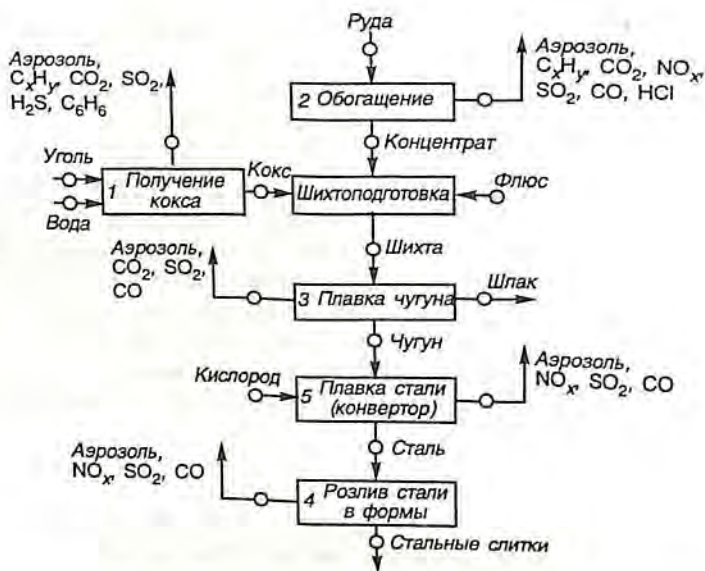 Руда
Аэрозоль,
CxHy, CO2, SO2,
H2S, C6H6
Аэрозоль,
CxHy, CO2, NOx,
SO2, CO, HCl
2 Обогащение
Концентрат
Уголь
Вода
1 Получение
кокса
Кокс
Шихтоподготовка
Флюс
Шихта
Аэрозоль,
CO2, SO2,
CO
3 Плавка чугуна
Шлак
Чугун
Кислород
5 Плавка стали
(конвертор)
Аэрозоль,
NOx, SO2, CO
Сталь
Аэрозоль,
NOx, SO2, CO
4 Розлив стали
в формы
Стальные слитки